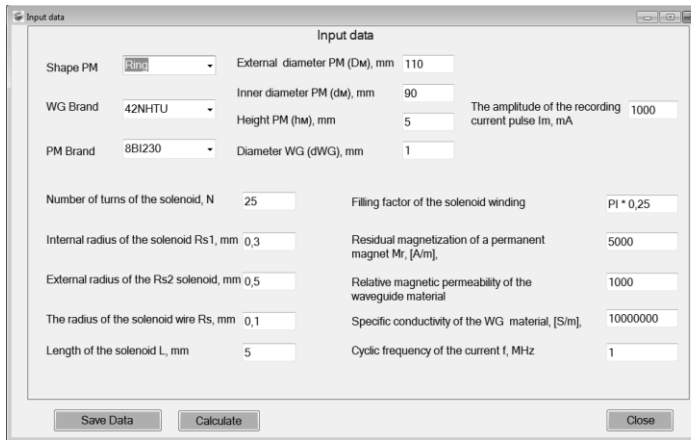 Input data
Input data
Shape PM Ring
External diameter PM (Dм), mm 110
Inner diameter PM (dм), mm 90
WG Brand 42NHTU
Height PM (hм), mm 5
The amplitude of the recording
current pulse Im, mA 1000
PM Brand 8BI230
Diameter WG (dWG), mm 1
Number of turns of the solenoid, N 25
Filling factor of the solenoid winding PI * 0,25
Internal radius of the solenoid Rs1, mm 0,3
Residual magnetization of a permanent
magnet Mr, [A/m], 5000
External radius of the Rs2 solenoid, mm 0,5
Relative magnetic permeability of the
waveguide material 1000
The radius of the solenoid wire Rs, mm 0,1
Specific conductivity of the WG material, [S/m], 10000000
Length of the solenoid L, mm 5
Cyclic frequency of the current f, MHz 1
Save Data Calculate Close